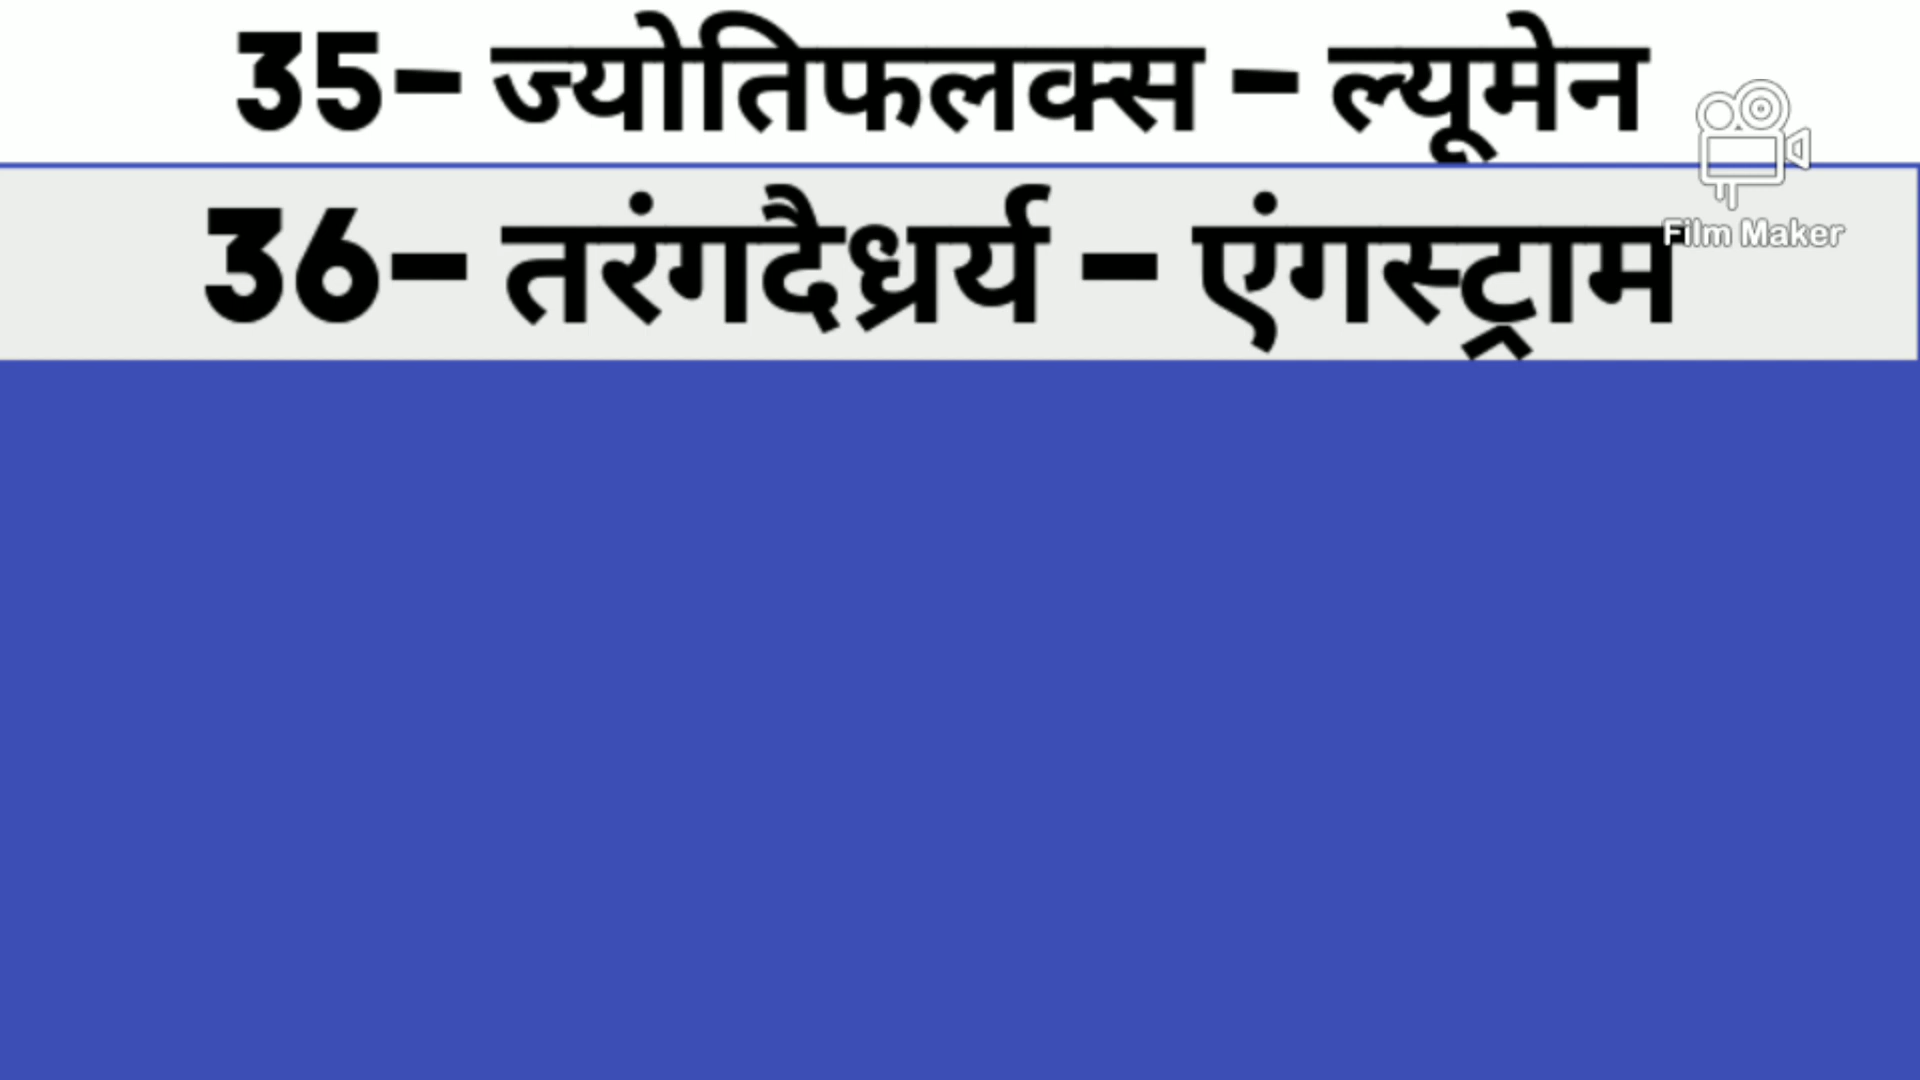 35- ज्योतिफलक्स - ल्यूमेन
36- तरंगदैध्रर्य - एंगस्ट्राम
Film Maker